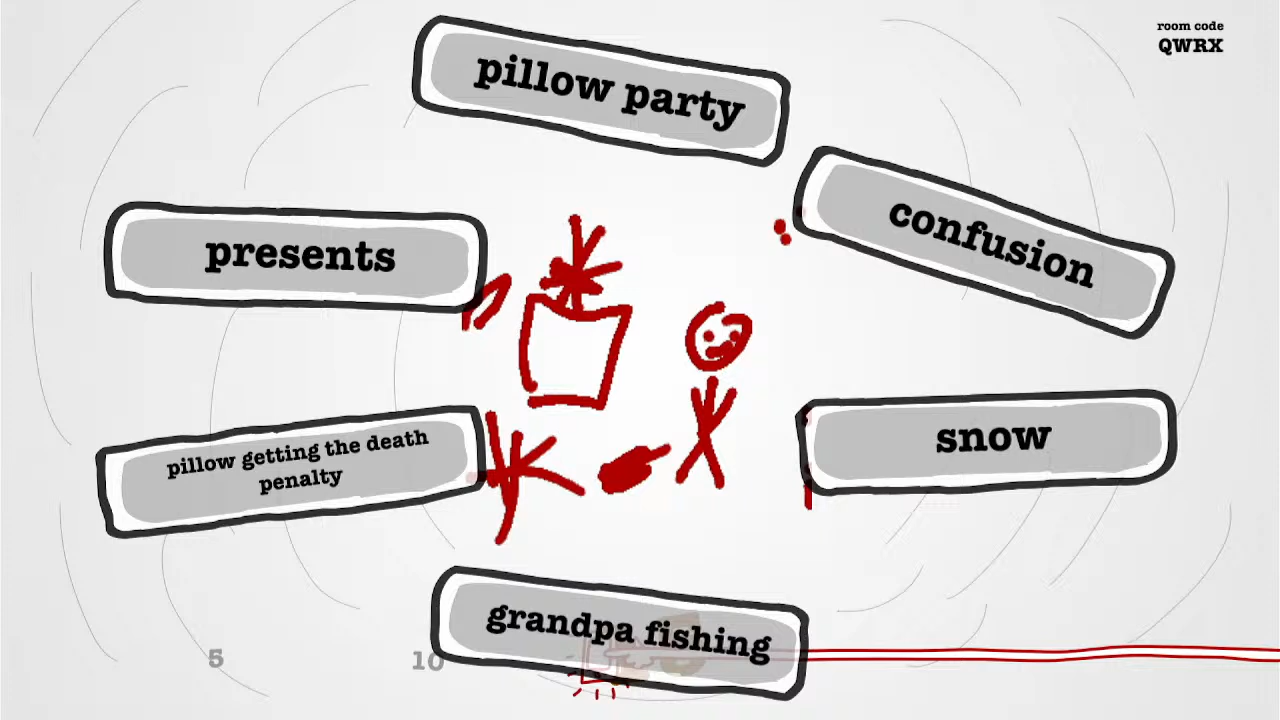 room code
QWRX
pillow party
confusion
presents
snow
pillow getting the death
penalty
grandpa fishing
5
10